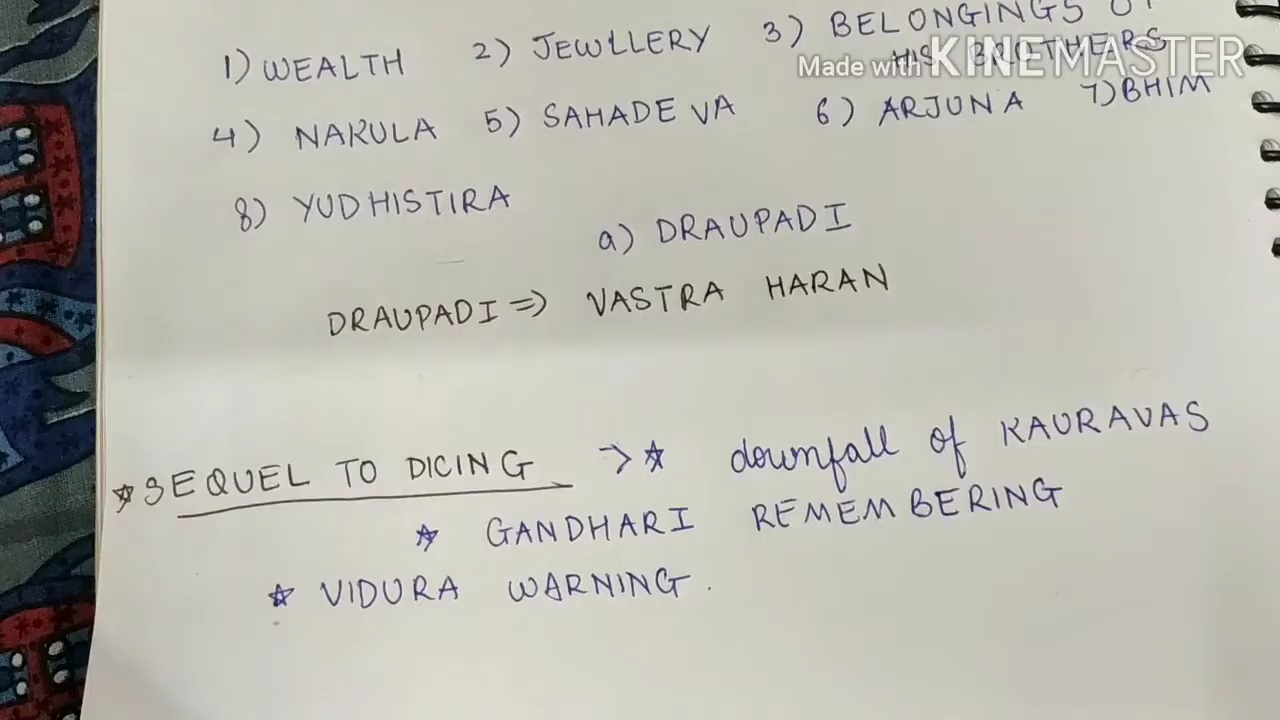 1) WEALTH 2) JEWLLERY 3) BELONGINGS OF
HIS BROTHERS
Made with KINEMASTER
4) NAKULA 5) SAHADEVA 6) ARJUNA 7) BHIM
8) YUDHISTIRA
a) DRAUPADI
DRAUPADI => VASTRA HARAN
* SEQUEL TO DICING -> * downfall of KAURAVAS
* GANDHARI REMEMBERING
* VIDURA WARNING.